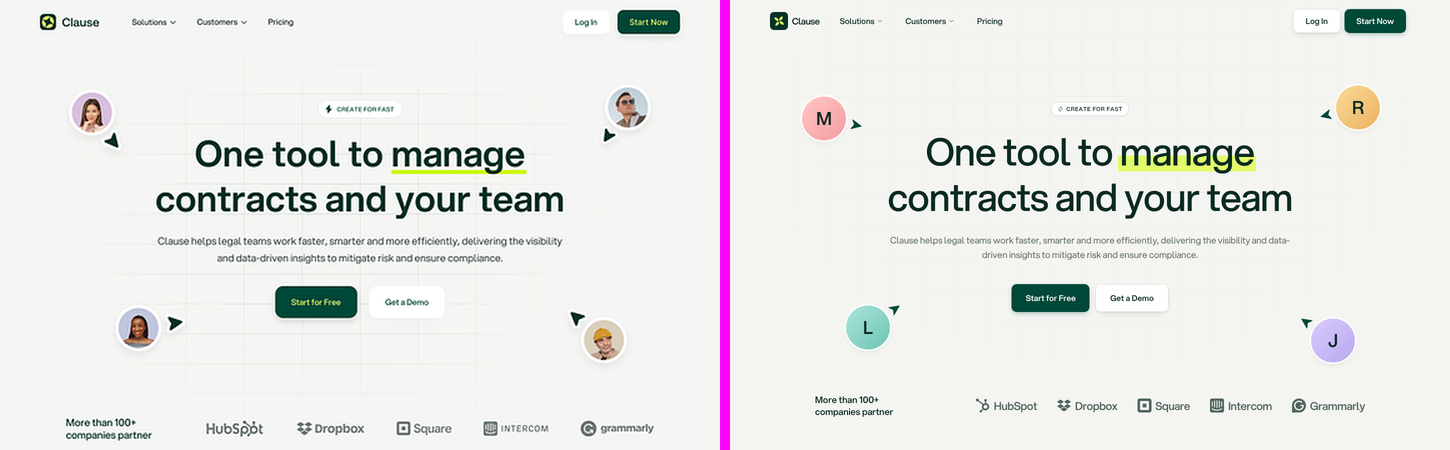 Clause
Solutions
Customers
Pricing
Log In
Start Now
CREATE FOR FAST
One tool to manage
contracts and your team
Clause helps legal teams work faster, smarter and more efficiently, delivering the visibility
and data-driven insights to mitigate risk and ensure compliance.
Start for Free
Get a Demo
More than 100+
companies partner
HubSpot
Dropbox
Square
INTERCOM
grammarly
Clause
Solutions
Customers
Pricing
Log In
Start Now
M
R
CREATE FOR FAST
One tool to manage
contracts and your team
Clause helps legal teams work faster, smarter and more efficiently, delivering the visibility and data-
driven insights to mitigate risk and ensure compliance.
Start for Free
Get a Demo
L
J
More than 100+
companies partner
HubSpot
Dropbox
Square
Intercom
Grammarly